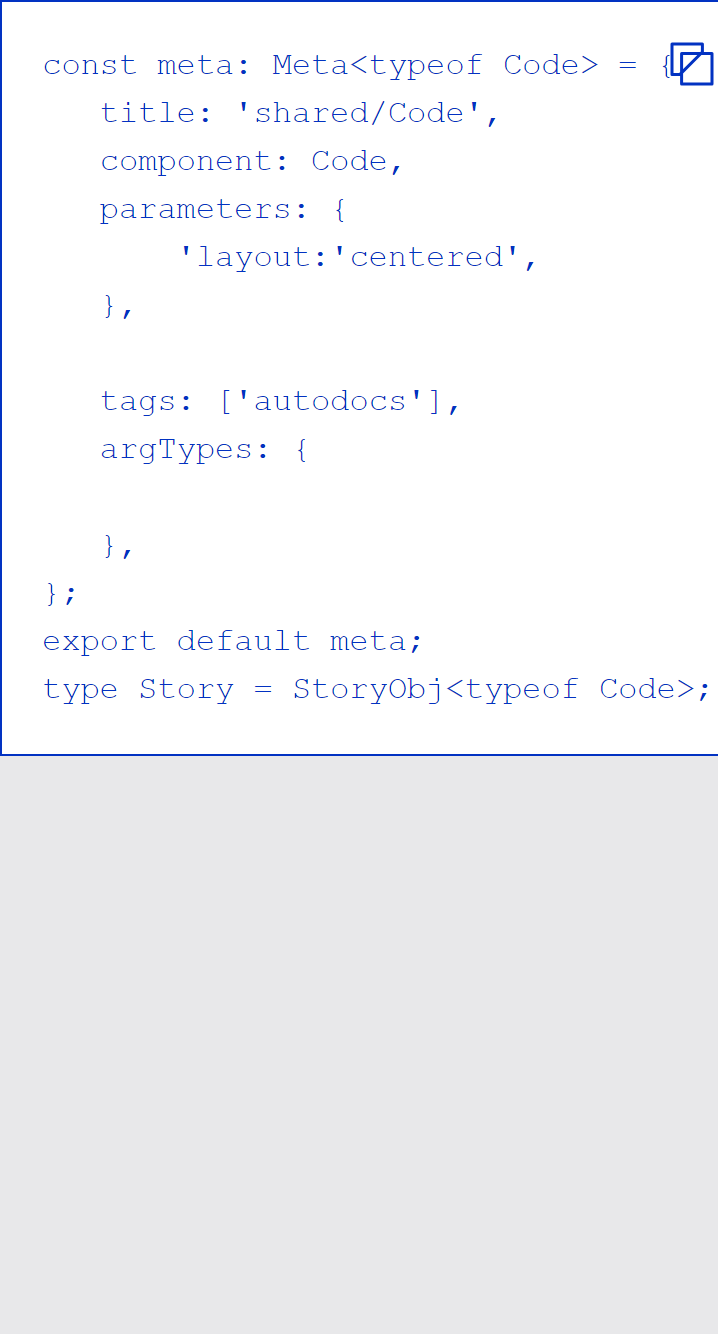 const meta: Meta<typeof Code> = {
title: 'shared/Code',
component: Code,
parameters: {
'layout:'centered',
},
tags: ['autodocs'],
argTypes: {
},
};
export default meta;
type Story = StoryObj<typeof Code>;